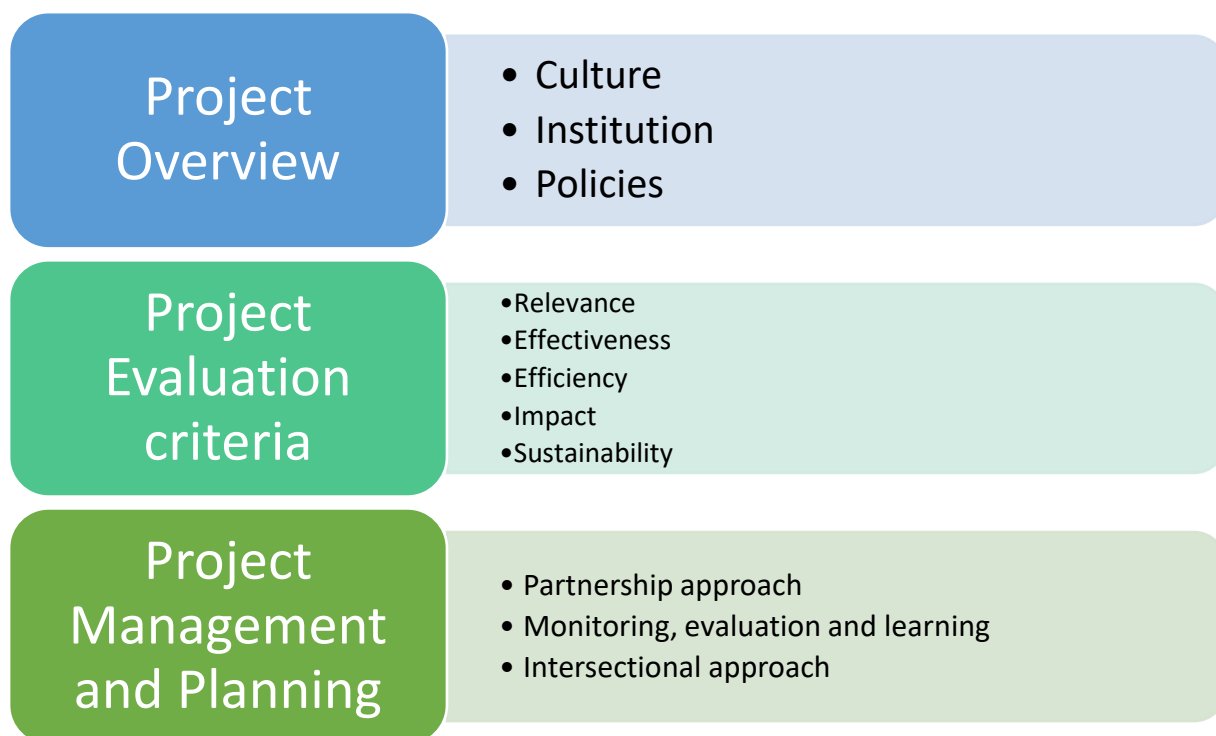 Project
Overview
• Culture
• Institution
• Policies
Project
Evaluation
criteria
•Relevance
•Effectiveness
•Efficiency
•Impact
•Sustainability
Project
Management
and Planning
• Partnership approach
• Monitoring, evaluation and learning
• Intersectional approach